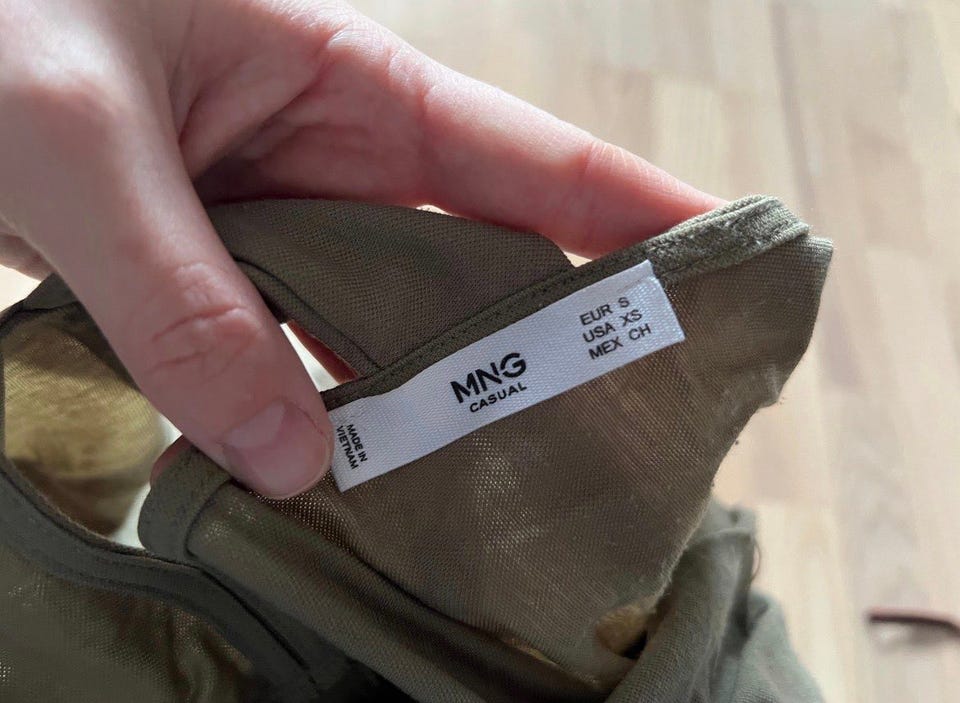 MADE IN
VIETNAM
MNG
CASUAL
EUR S
USA XS
MEX CH